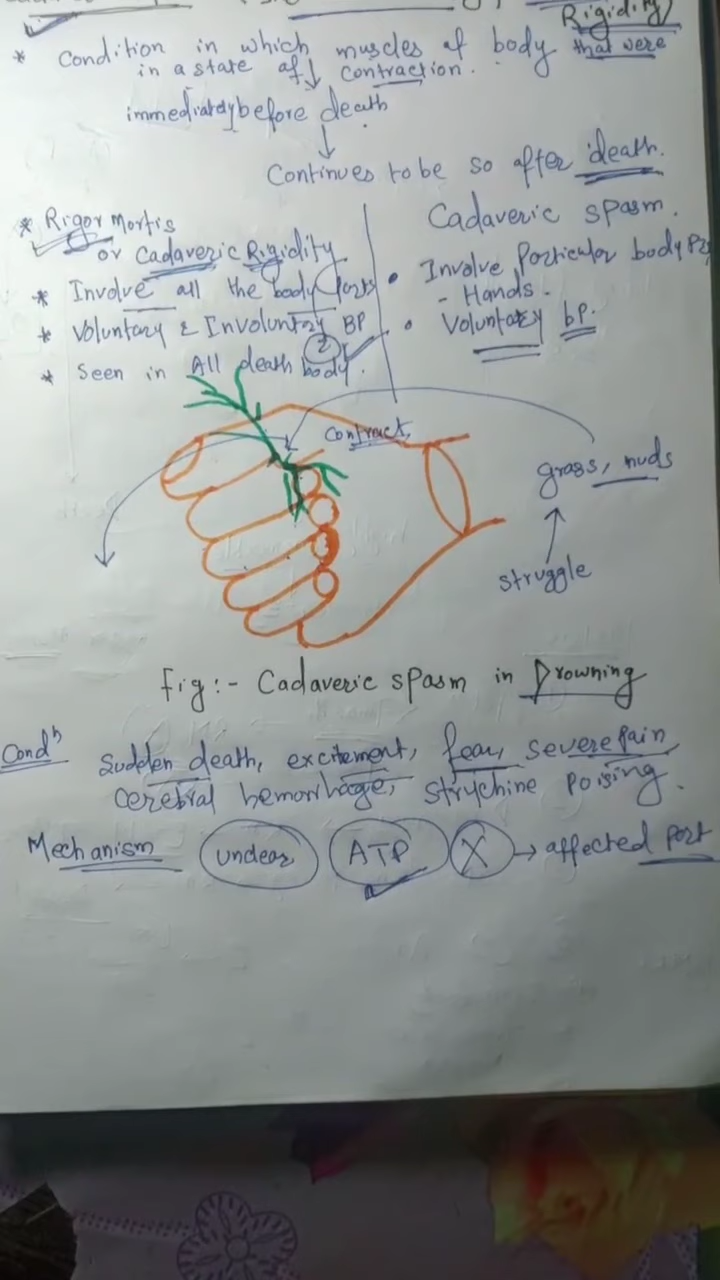 Rigidity
* Condition in which muscles of body that were
in a state of contraction.
immediately before death
Continues to be so after death.
* Rigor Mortis
or Cadaveric Rigidity
* Involve all the body parts
* Voluntary & Involuntary BP
* Seen in All death body.
Cadaveric spasm.
• Involve Particular body
- Hands -
• Voluntary bp.
Contract,
grass, muds
struggle
Fig:- Cadaveric spasm in Drowning
Condn Sudden death, excitement, fear, severe pain
cerebral hemorrhage, strychine poising.
Mechanism unclear ATP X → affected part